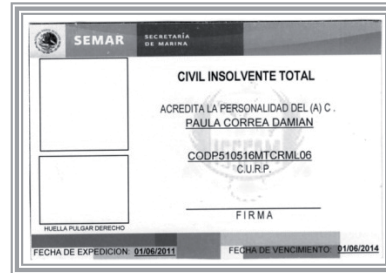 SEMAR SECRETARÍA
DE MARINA
CIVIL INSOLVENTE TOTAL
ACREDITA LA PERSONALIDAD DEL (A) C .
PAULA CORREA DAMIAN
CODP510516MTCRML06
C.U.R.P.
FIRMA
HUELLA PULGAR DERECHO
FECHA DE EXPEDICION: 01/06/2011 FECHA DE VENCIMIENTO: 01/06/2014